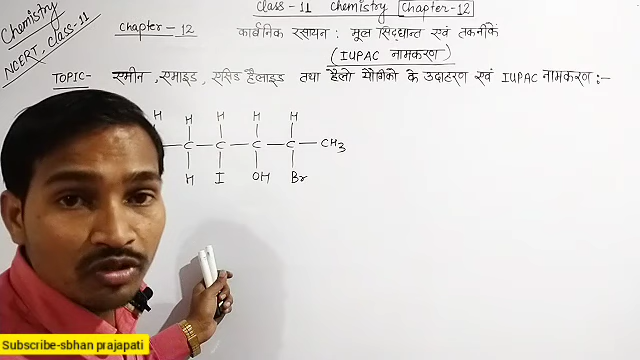 Chemistry
NCERT, Class-11
Class - 11 Chemistry Chapter-12
Chapter - 12 कार्बनिक रसायन : मूल सिद्धान्त एवं तकनीकें
(IUPAC नामकरण)
TOPIC- एमीन, एमाइड, एसिड हैलाइड तथा हैलो यौगिको के उदाहरण एवं IUPAC नामकरण :-
H H H H H
C - C - C - C - CH3
H I OH Br
Subscribe-sbhan prajapati